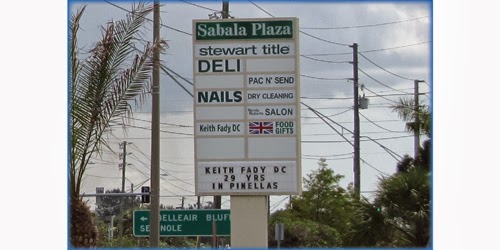 Sabala Plaza
stewart title
DELI
PAC N' SEND
NAILS
DRY CLEANING
SALON
Keith Fady DC
FOOD
GIFTS
KEITH FADY DC
29 YRS
IN PINELLAS
BELLEAIR BLUFF
SEMINOLE